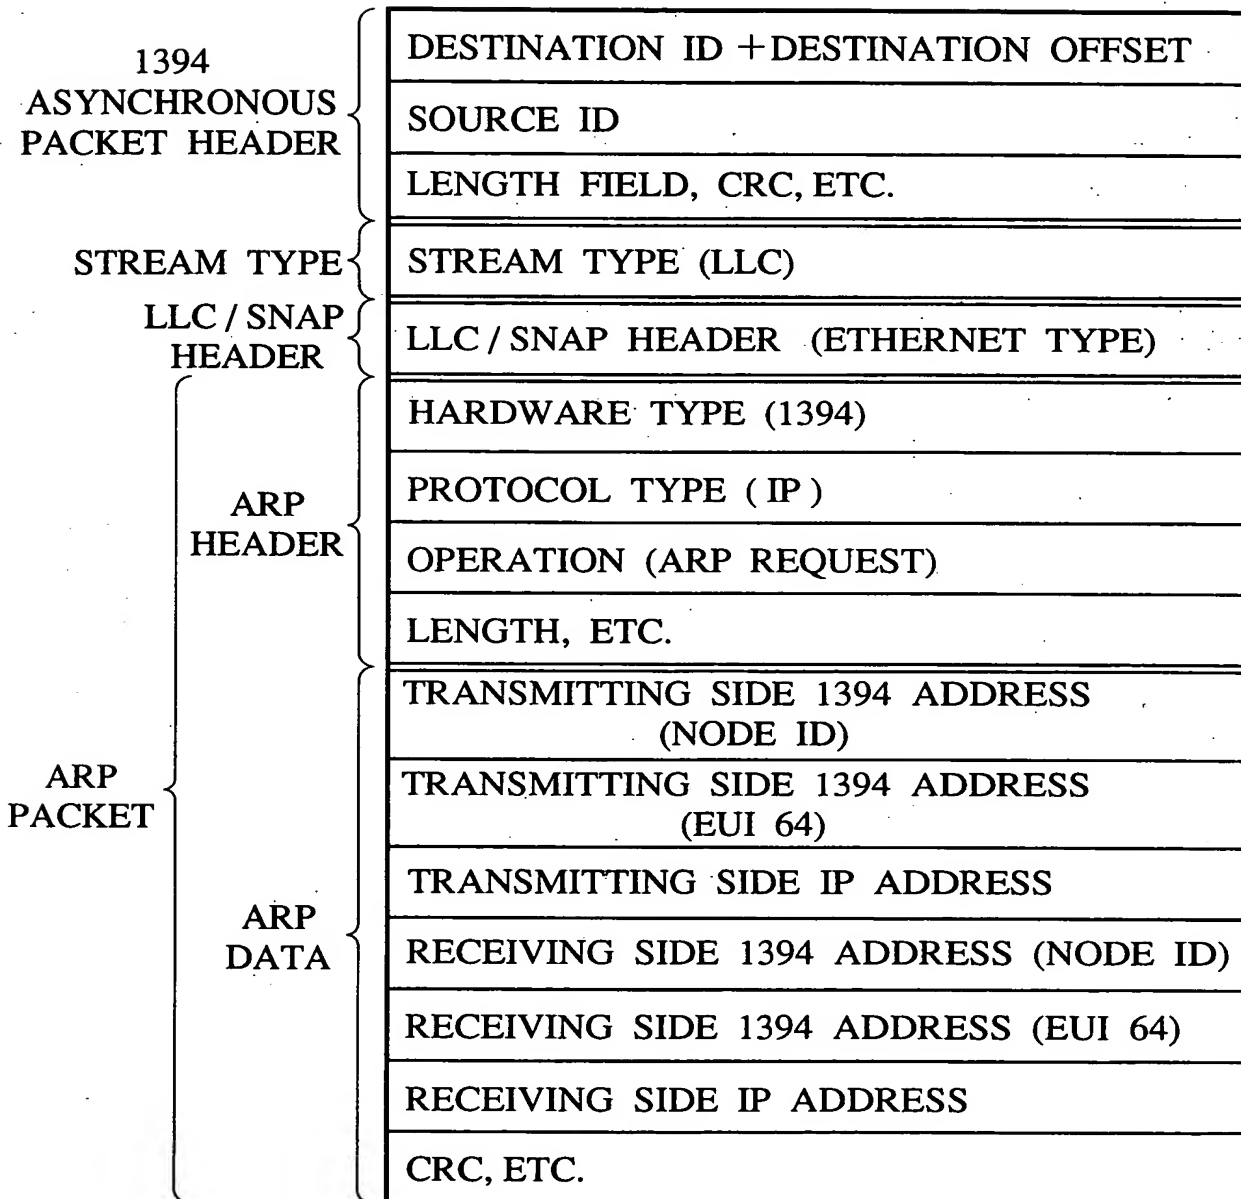 1394
ASYNCHRONOUS
PACKET HEADER
DESTINATION ID +DESTINATION OFFSET
SOURCE ID
LENGTH FIELD, CRC, ETC.
STREAM TYPE
STREAM TYPE (LLC)
LLC / SNAP
HEADER
LLC / SNAP HEADER (ETHERNET TYPE)
ARP
PACKET
ARP
HEADER
HARDWARE TYPE (1394)
PROTOCOL TYPE ( IP )
OPERATION (ARP REQUEST)
LENGTH, ETC.
ARP
DATA
TRANSMITTING SIDE 1394 ADDRESS
(NODE ID)
TRANSMITTING SIDE 1394 ADDRESS
(EUI 64)
TRANSMITTING SIDE IP ADDRESS
RECEIVING SIDE 1394 ADDRESS (NODE ID)
RECEIVING SIDE 1394 ADDRESS (EUI 64)
RECEIVING SIDE IP ADDRESS
CRC, ETC.